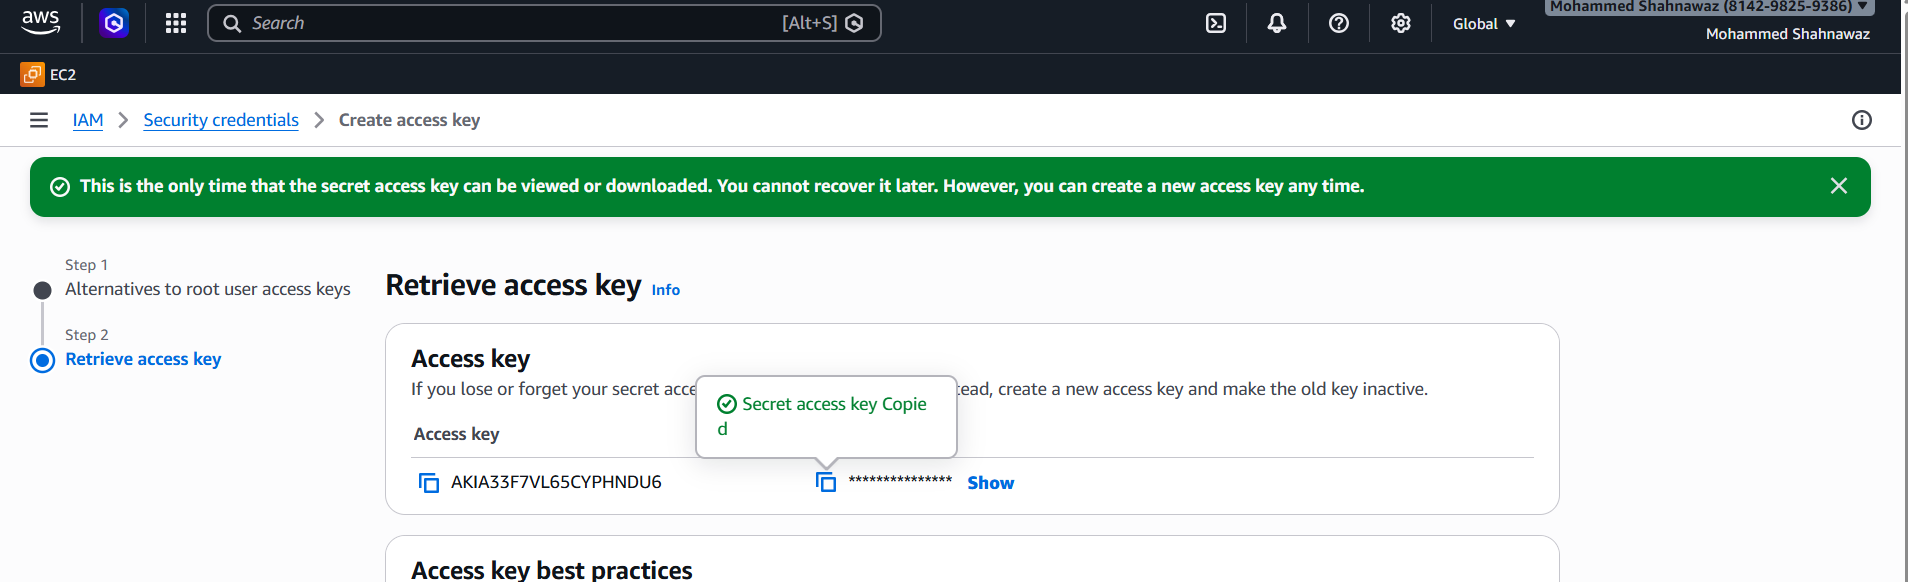 aws
Search
[Alt+S]
Global
Mohammed Shahnawaz (8142-9825-9386)
Mohammed Shahnawaz
EC2
IAM
Security credentials
Create access key
This is the only time that the secret access key can be viewed or downloaded. You cannot recover it later. However, you can create a new access key any time.
Step 1
Alternatives to root user access keys
Step 2
Retrieve access key
Retrieve access key Info
Access key
If you lose or forget your secret acce
tead, create a new access key and make the old key inactive.
Secret access key Copie
d
Access key
AKIA33F7VL65CYPHNDU6
*************** Show
Access key best practices